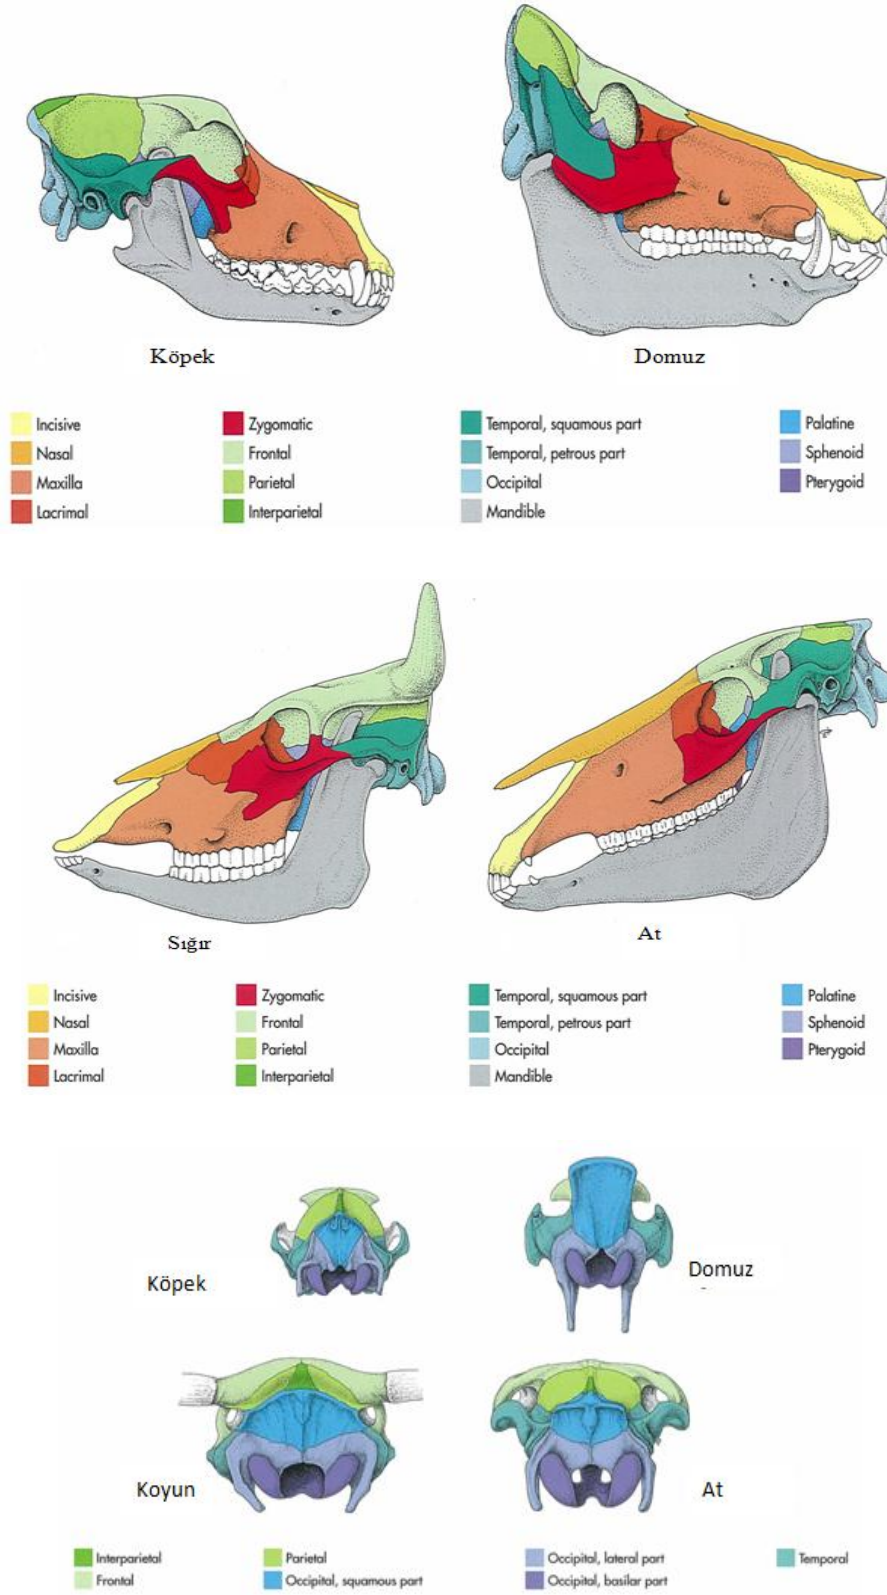 Köpek
Domuz
Incisive
Zygomatic
Temporal, squamous part
Palatine
Nasal
Frontal
Temporal, petrous part
Sphenoid
Maxilla
Parietal
Occipital
Pterygoid
Lacrimal
Interparietal
Mandible
Sığır
At
Incisive
Zygomatic
Temporal, squamous part
Palatine
Nasal
Frontal
Temporal, petrous part
Sphenoid
Maxilla
Parietal
Occipital
Pterygoid
Lacrimal
Interparietal
Mandible
Köpek
Domuz
Koyun
At
Interparietal
Parietal
Occipital, lateral part
Temporal
Frontal
Occipital, squamous part
Occipital, basilar part